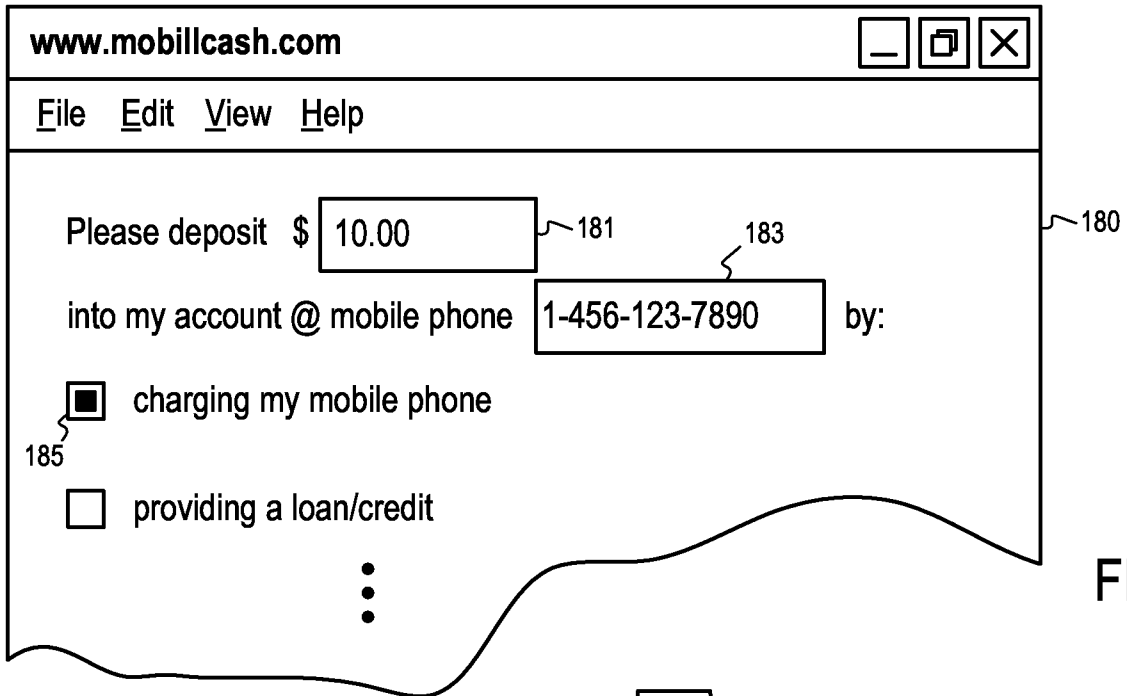 www.mobillcash.com
File Edit View Help
Please deposit $ 10.00
181
183
180
into my account @ mobile phone 1-456-123-7890 by:
charging my mobile phone
185
providing a loan/credit